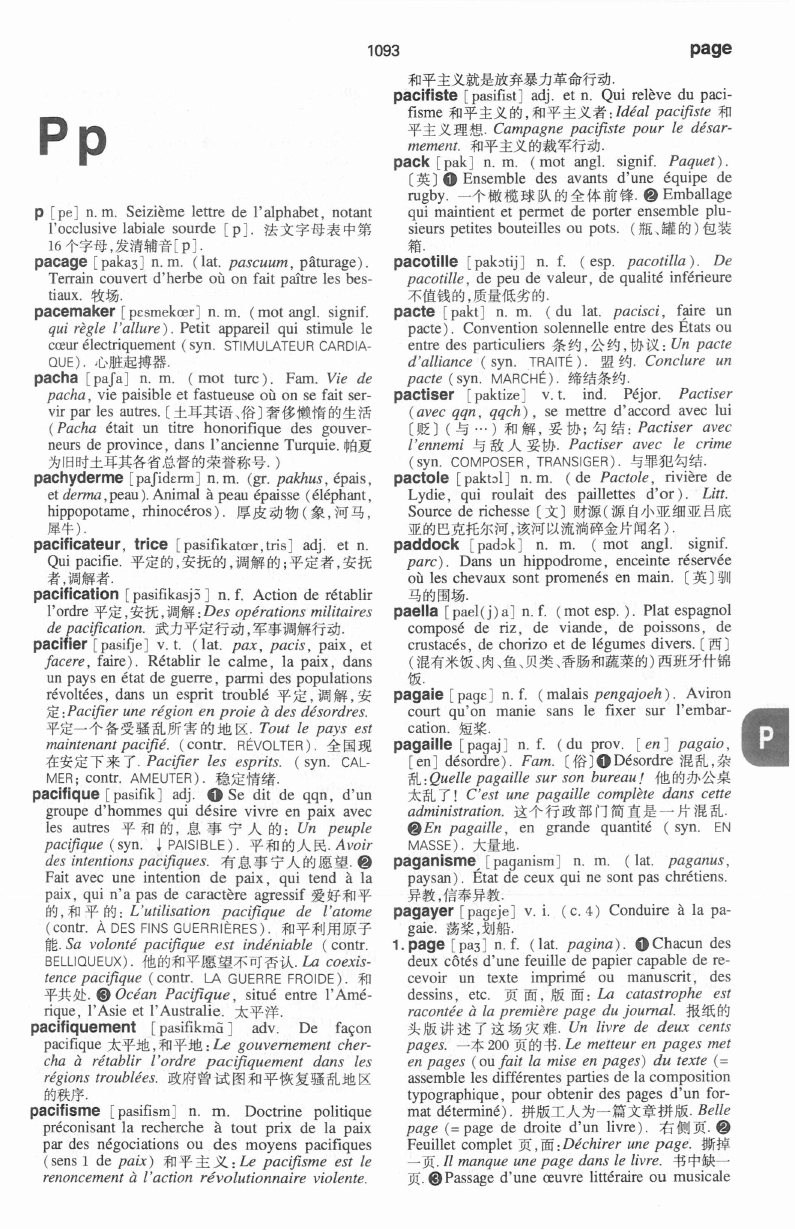 1093
page
P p
p [pe] n. m. Seizième lettre de l'alphabet, notant
l'occlusive labiale sourde [p]. 法文字母表中第
16个字母,发清辅音[p].
pacage [pakaʒ] n. m. (lat. pascuum, pâturage).
Terrain couvert d'herbe où on fait paître les bes-
tiaux. 牧场.
pacemaker [pɛsmekœr] n. m. (mot angl. signif.
qui règle l'allure). Petit appareil qui stimule le
cœur électriquement (syn. STIMULATEUR CARDIA-
QUE). 心脏起搏器.
pacha [paʃa] n. m. (mot turc). Fam. Vie de
pacha, vie paisible et fastueuse où on se fait ser-
vir par les autres. [土耳其语、俗]奢侈懒惰的生活
(Pacha était un titre honorifique des gouver-
neurs de province, dans l'ancienne Turquie. 帕夏
为旧时土耳其各省总督的荣誉称号.)
pachyderme [paʃidɛrm] n. m. (gr. pakhus, épais,
et derma, peau). Animal à peau épaisse (éléphant,
hippopotame, rhinocéros). 厚皮动物(象,河马,
犀牛).
pacificateur, trice [pasifikatœr,tris] adj. et n.
Qui pacifie. 平定的,安抚的,调解的;平定者,安抚
者,调解者.
pacification [pasifikasjɔ̃] n. f. Action de rétablir
l'ordre 平定,安抚,调解:Des opérations militaires
de pacification. 武力平定行动,军事调解行动.
pacifier [pasifje] v. t. (lat. pax, pacis, paix, et
facere, faire). Rétablir le calme, la paix, dans
un pays en état de guerre, parmi des populations
révoltées, dans un esprit troublé 平定,调解,安
定:Pacifier une région en proie à des désordres.
平定一个备受骚乱所害的地区. Tout le pays est
maintenant pacifié. (contr. RÉVOLTER). 全国现
在安定下来了. Pacifier les esprits. (syn. CAL-
MER; contr. AMEUTER). 稳定情绪.
pacifique [pasifik] adj. ❶ Se dit de qqn, d'un
groupe d'hommes qui désire vivre en paix avec
les autres 平和的, 息事宁人的: Un peuple
pacifique (syn. ↓ PAISIBLE). 平和的人民. Avoir
des intentions pacifiques. 有息事宁人的愿望. ❷
Fait avec une intention de paix, qui tend à la
paix, qui n'a pas de caractère agressif 爱好和平
的,和平的: L'utilisation pacifique de l'atome
(contr. À DES FINS GUERRIÈRES). 和平利用原子
能. Sa volonté pacifique est indéniable (contr.
BELLIQUEUX). 他的和平愿望不可否认. La coexis-
tence pacifique (contr. LA GUERRE FROIDE). 和
平共处. ❸ Océan Pacifique, situé entre l'Amé-
rique, l'Asie et l'Australie. 太平洋.
pacifiquement [pasifikmɑ̃] adv. De façon
pacifique 太平地,和平地: Le gouvernement cher-
cha à rétablir l'ordre pacifiquement dans les
régions troublées. 政府曾试图和平恢复骚乱地区
的秩序.
pacifisme [pasifism] n. m. Doctrine politique
préconisant la recherche à tout prix de la paix
par des négociations ou des moyens pacifiques
(sens 1 de paix) 和平主义: Le pacifisme est le
renoncement à l'action révolutionnaire violente.
和平主义就是放弃暴力革命行动.
pacifiste [pasifist] adj. et n. Qui relève du paci-
fisme 和平主义的,和平主义者:Idéal pacifiste 和
平主义理想. Campagne pacifiste pour le désar-
mement. 和平主义的裁军行动.
pack [pak] n. m. (mot angl. signif. Paquet).
[英] ❶ Ensemble des avants d'une équipe de
rugby. 一个橄榄球队的全体前锋. ❷ Emballage
qui maintient et permet de porter ensemble plu-
sieurs petites bouteilles ou pots. (瓶、罐的)包装
箱.
pacotille [pakɔtij] n. f. (esp. pacotilla). De
pacotille, de peu de valeur, de qualité inférieure
不值钱的,质量低劣的.
pacte [pakt] n. m. (du lat. pacisci, faire un
pacte). Convention solennelle entre des États ou
entre des particuliers 条约,公约,协议: Un pacte
d'alliance (syn. TRAITÉ). 盟约. Conclure un
pacte (syn. MARCHÉ). 缔结条约.
pactiser [paktize] v. t. ind. Péjor. Pactiser
(avec qqn, qqch), se mettre d'accord avec lui
[贬] (与…) 和解,妥协; 勾结: Pactiser avec
l'ennemi 与敌人妥协. Pactiser avec le crime
(syn. COMPOSER, TRANSIGER). 与罪犯勾结.
pactole [paktɔl] n. m. (de Pactole, rivière de
Lydie, qui roulait des paillettes d'or). Litt.
Source de richesse [文] 财源(源自小亚细亚吕底
亚的巴克托尔河,该河以流淌碎金片闻名).
paddock [padɔk] n. m. (mot angl. signif.
parc). Dans un hippodrome, enceinte réservée
où les chevaux sont promenés en main. [英]驯
马的围场.
paella [pael(j)a] n. f. (mot esp.). Plat espagnol
composé de riz, de viande, de poissons, de
crustacés, de chorizo et de légumes divers. [西]
(混有米饭、肉、鱼、贝类、香肠和蔬菜的)西班牙什锦
饭.
pagaie [pagɛ] n. f. (malais pengajoeh). Aviron
court qu'on manie sans le fixer sur l'embar-
cation. 短桨.
pagaille [pagaj] n. f. (du prov. [en] pagaio,
[en] désordre). Fam. [俗]❶Désordre 混乱,杂
乱:Quelle pagaille sur son bureau! 他的办公桌
太乱了! C'est une pagaille complète dans cette
administration. 这个行政部门简直是一片混乱.
❷En pagaille, en grande quantité (syn. EN
MASSE). 大量地.
paganisme [paganism] n. m. (lat. paganus,
paysan). État de ceux qui ne sont pas chrétiens.
异教,信奉异教.
pagayer [pageje] v. i. (c. 4) Conduire à la pa-
gaie. 荡桨,划船.
1. page [paʒ] n. f. (lat. pagina). ❶Chacun des
deux côtés d'une feuille de papier capable de re-
cevoir un texte imprimé ou manuscrit, des
dessins, etc. 页面,版面: La catastrophe est
racontée à la première page du journal. 报纸的
头版讲述了这场灾难. Un livre de deux cents
pages. 一本200页的书. Le metteur en pages met
en pages (ou fait la mise en pages) du texte (=
assemble les différentes parties de la composition
typographique, pour obtenir des pages d'un for-
mat déterminé). 拼版工人为一篇文章拼版. Belle
page (= page de droite d'un livre). 右侧页. ❷
Feuillet complet 页,面:Déchirer une page. 撕掉
一页. Il manque une page dans le livre. 书中缺一
页. ❸Passage d'une œuvre littéraire ou musicale
P